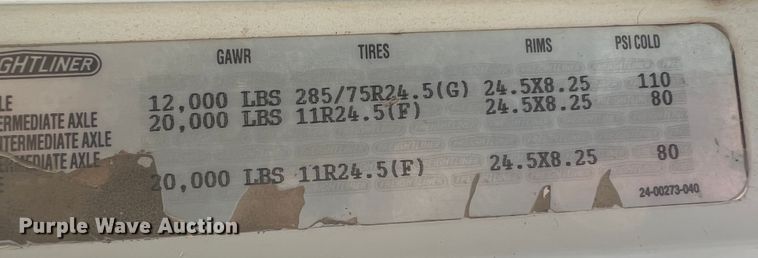 GAWR TIRES RIMS PSI COLD
GHTLINER
LE 12,000 LBS 285/75R24.5(G) 24.5X8.25 110
ERMEDIATE AXLE 20,000 LBS 11R24.5(F) 24.5X8.25 80
TERMEDIATE AXLE
MEDIATE AXLE
20,000 LBS 11R24.5(F) 24.5X8.25 80
24-00273-040
Purple Wave Auction